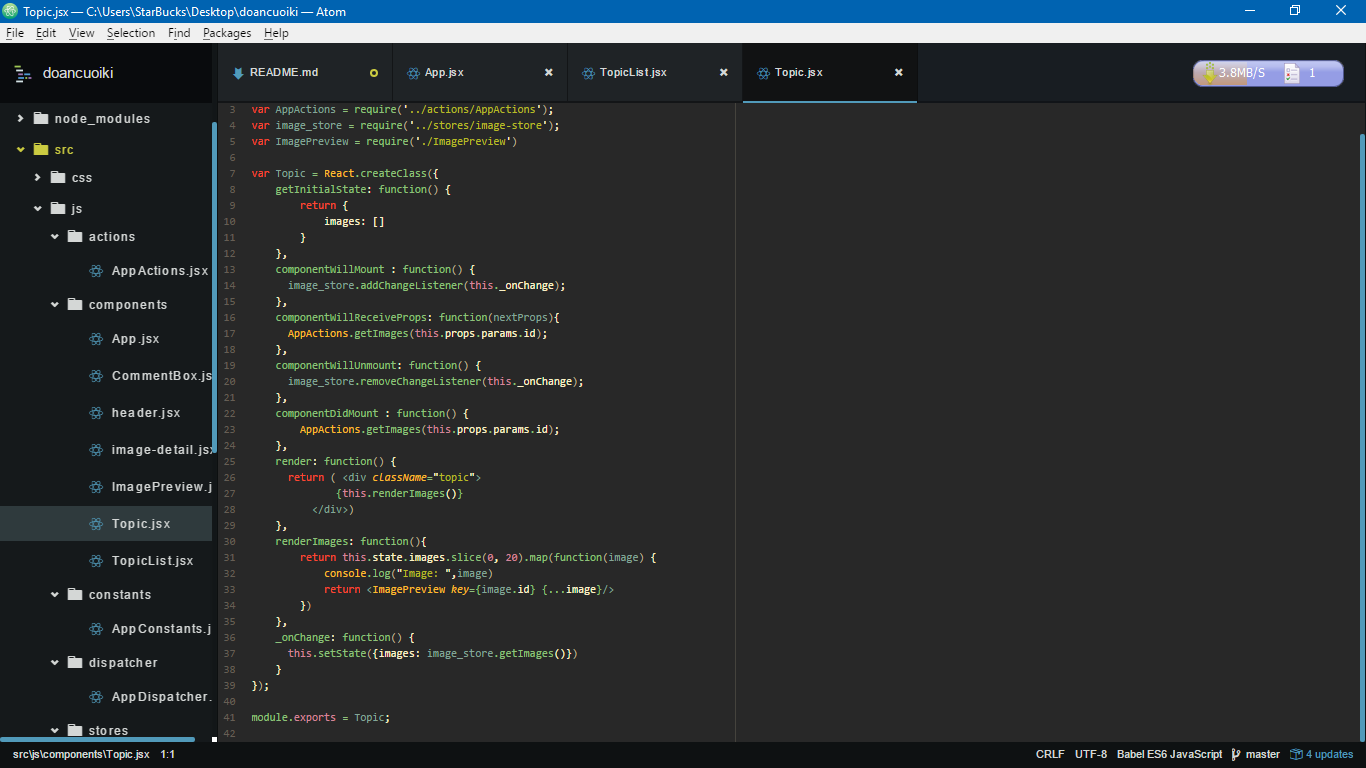 Topic.jsx — C:\Users\StarBucks\Desktop\doancuoiki — Atom
File Edit View Selection Find Packages Help
doancuoiki
README.md
App.jsx
TopicList.jsx
Topic.jsx
3.8MB/S 1
node_modules
src
css
js
actions
AppActions.jsx
components
App.jsx
CommentBox.js
header.jsx
image-detail.jsx
ImagePreview.j
Topic.jsx
TopicList.jsx
constants
AppConstants.j
dispatcher
AppDispatcher.
stores
3 var AppActions = require('../actions/AppActions');
4 var image_store = require('../stores/image-store');
5 var ImagePreview = require('./ImagePreview')
6
7 var Topic = React.createClass({
8 getInitialState: function() {
9 return {
10 images: []
11 }
12 },
13 componentWillMount : function() {
14 image_store.addChangeListener(this._onChange);
15 },
16 componentWillReceiveProps: function(nextProps){
17 AppActions.getImages(this.props.params.id);
18 },
19 componentWillUnmount: function() {
20 image_store.removeChangeListener(this._onChange);
21 },
22 componentDidMount : function() {
23 AppActions.getImages(this.props.params.id);
24 },
25 render: function() {
26 return ( <div className="topic">
27 {this.renderImages()}
28 </div>)
29 },
30 renderImages: function(){
31 return this.state.images.slice(0, 20).map(function(image) {
32 console.log("Image: ",image)
33 return <ImagePreview key={image.id} {...image}/>
34 })
35 },
36 _onChange: function() {
37 this.setState({images: image_store.getImages()})
38 }
39 });
40
41 module.exports = Topic;
42
src\js\components\Topic.jsx 1:1
CRLF UTF-8 Babel ES6 JavaScript master 4 updates